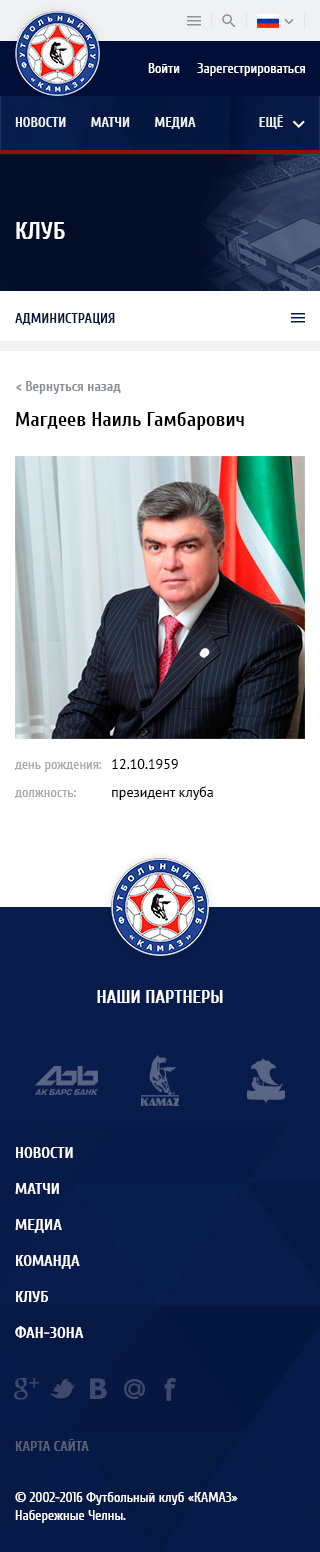 ФУТБОЛЬНЫЙ КЛУБ
«КАМАЗ»
Войти Зарегестрироваться
НОВОСТИ МАТЧИ МЕДИА ЕЩЁ
КЛУБ
АДМИНИСТРАЦИЯ
< Вернуться назад
Магдеев Наиль Гамбарович
день рождения: 12.10.1959
должность: президент клуба
ФУТБОЛЬНЫЙ КЛУБ
«КАМАЗ»
НАШИ ПАРТНЕРЫ
АК БАРС БАНК
KAMAZ
НОВОСТИ
МАТЧИ
МЕДИА
КОМАНДА
КЛУБ
ФАН-ЗОНА
КАРТА САЙТА
© 2002-2016 Футбольный клуб «КАМАЗ»
Набережные Челны.